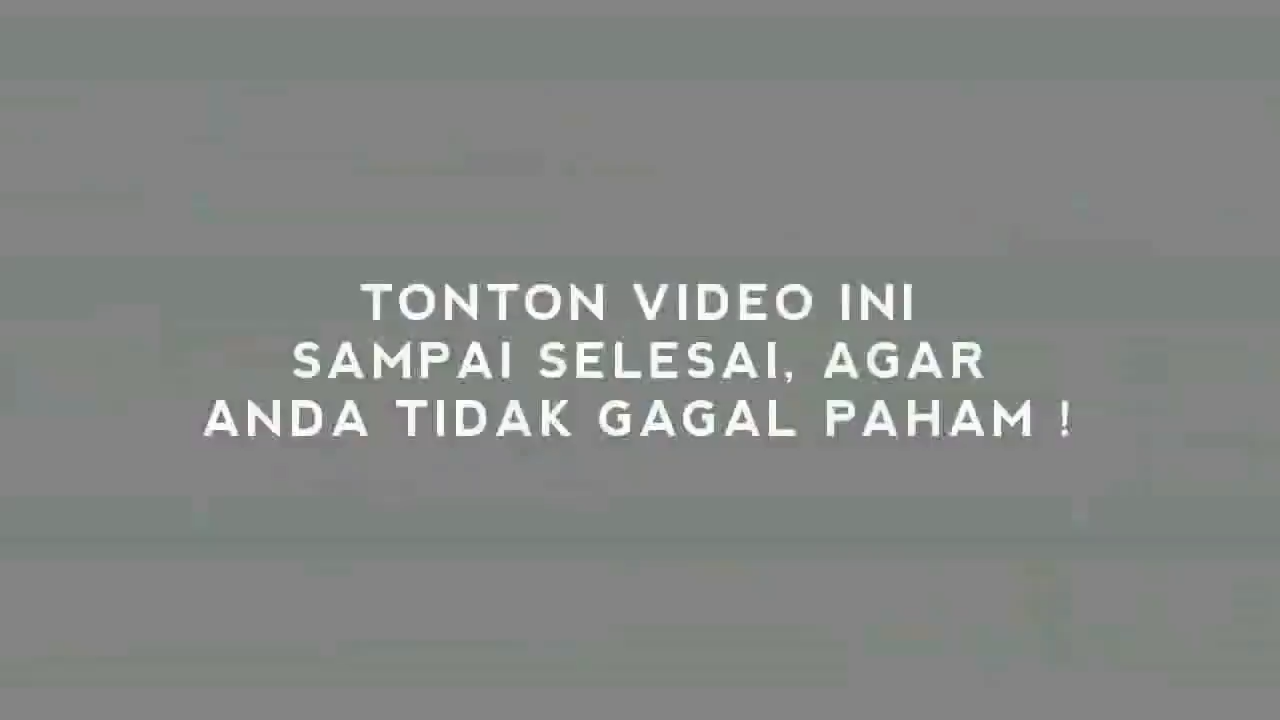 TONTON VIDEO INI
SAMPAI SELESAI, AGAR
ANDA TIDAK GAGAL PAHAM !